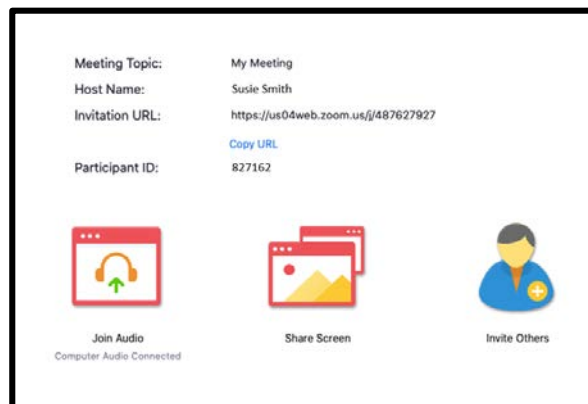 Meeting Topic: My Meeting
Host Name: Susie Smith
Invitation URL: https://us04web.zoom.us/j/487627927
Copy URL
Participant ID: 827162
Join Audio Share Screen Invite Others
Computer Audio Connected